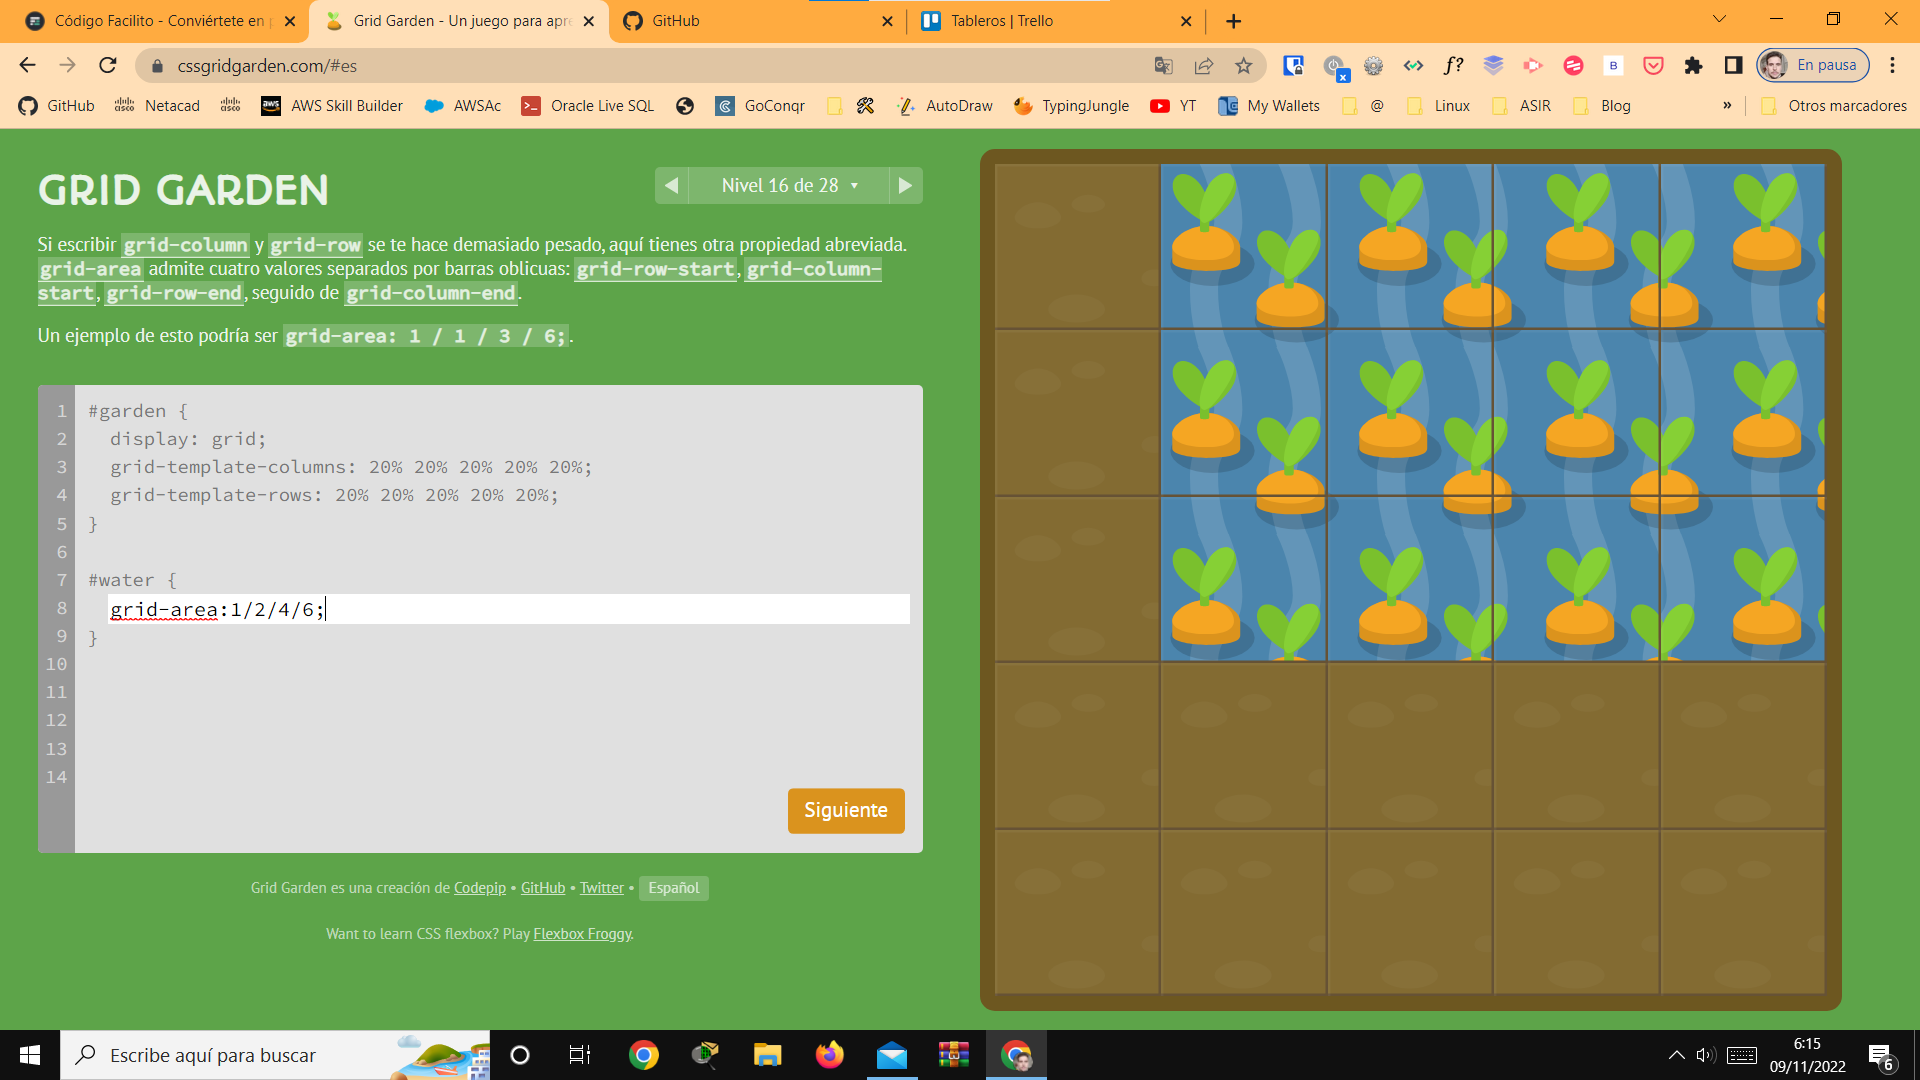 Código Facilito - Conviértete en p
Grid Garden - Un juego para apre
GitHub
Tableros | Trello
cssgridgarden.com/#es
f?
B
En pausa
GitHub
Netacad
AWS Skill Builder
AWSAc
Oracle Live SQL
GoConqr
AutoDraw
TypingJungle
YT
My Wallets
@
Linux
ASIR
Blog
»
Otros marcadores
GRID GARDEN
Nivel 16 de 28
Si escribir grid-column y grid-row se te hace demasiado pesado, aquí tienes otra propiedad abreviada.
grid-area admite cuatro valores separados por barras oblicuas: grid-row-start, grid-column-
start, grid-row-end, seguido de grid-column-end.
Un ejemplo de esto podría ser grid-area: 1 / 1 / 3 / 6;.
1 #garden {
2 display: grid;
3 grid-template-columns: 20% 20% 20% 20% 20%;
4 grid-template-rows: 20% 20% 20% 20% 20%;
5 }
6
7 #water {
8 grid-area:1/2/4/6;
9 }
10
11
12
13
14
Siguiente
Grid Garden es una creación de Codepip • GitHub • Twitter • Español
Want to learn CSS flexbox? Play Flexbox Froggy.
Escribe aquí para buscar
6:15
09/11/2022
6